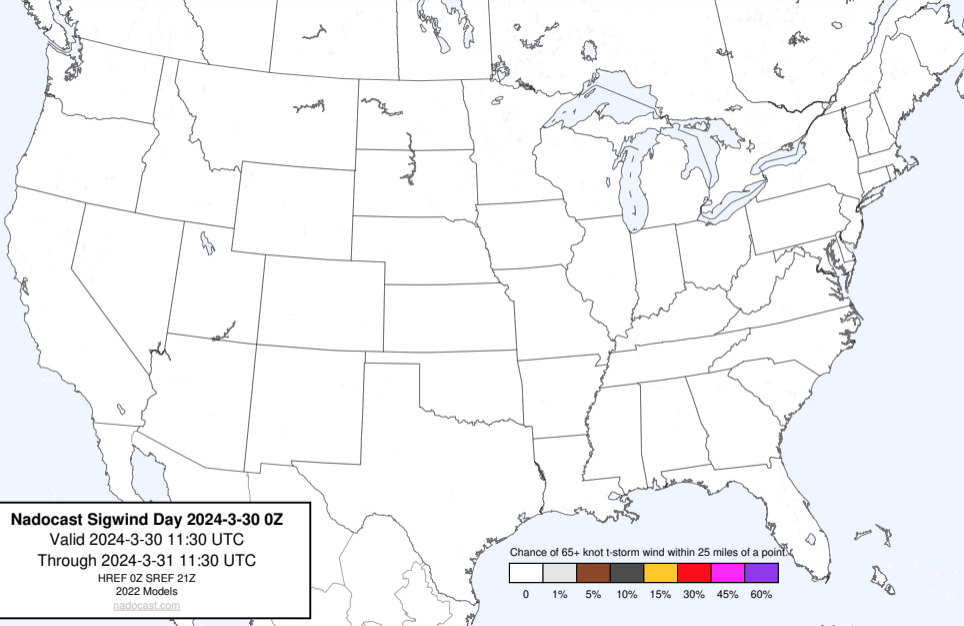 Nadocast Sigwind Day 2024-3-30 0Z
Valid 2024-3-30 11:30 UTC
Through 2024-3-31 11:30 UTC
HREF 0Z SREF 21Z
2022 Models
nadocast.com
Chance of 65+ knot t-storm wind within 25 miles of a point.
0 1% 5% 10% 15% 30% 45% 60%